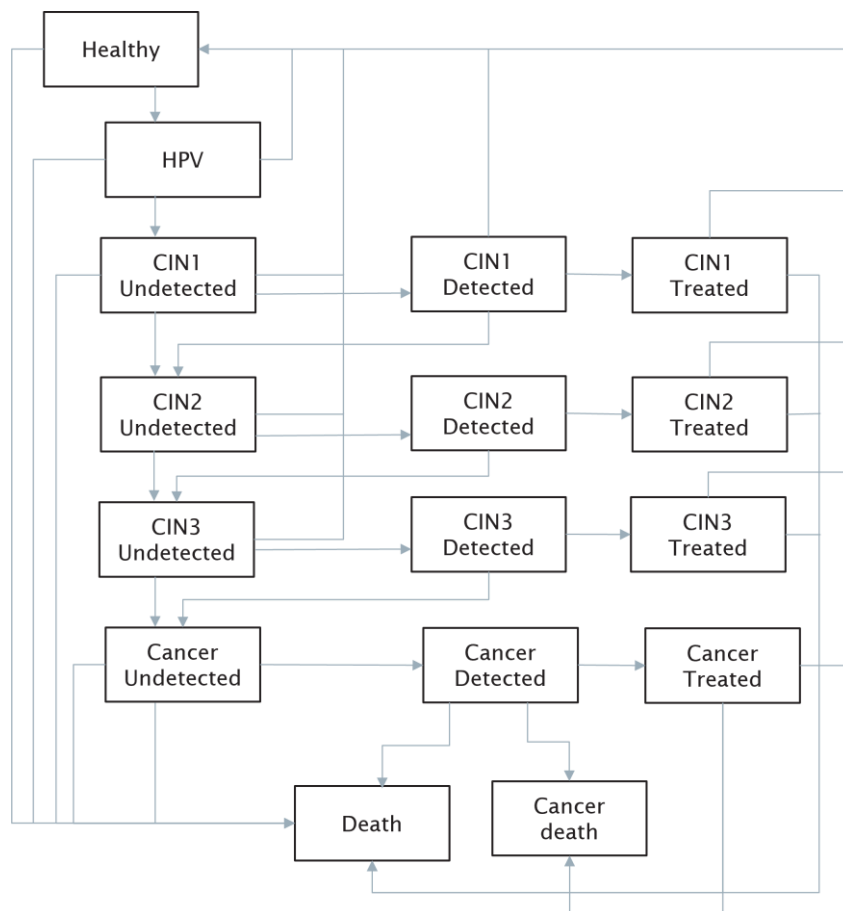 Healthy
HPV
CIN1
Undetected
CIN1
Detected
CIN1
Treated
CIN2
Undetected
CIN2
Detected
CIN2
Treated
CIN3
Undetected
CIN3
Detected
CIN3
Treated
Cancer
Undetected
Cancer
Detected
Cancer
Treated
Death
Cancer
death